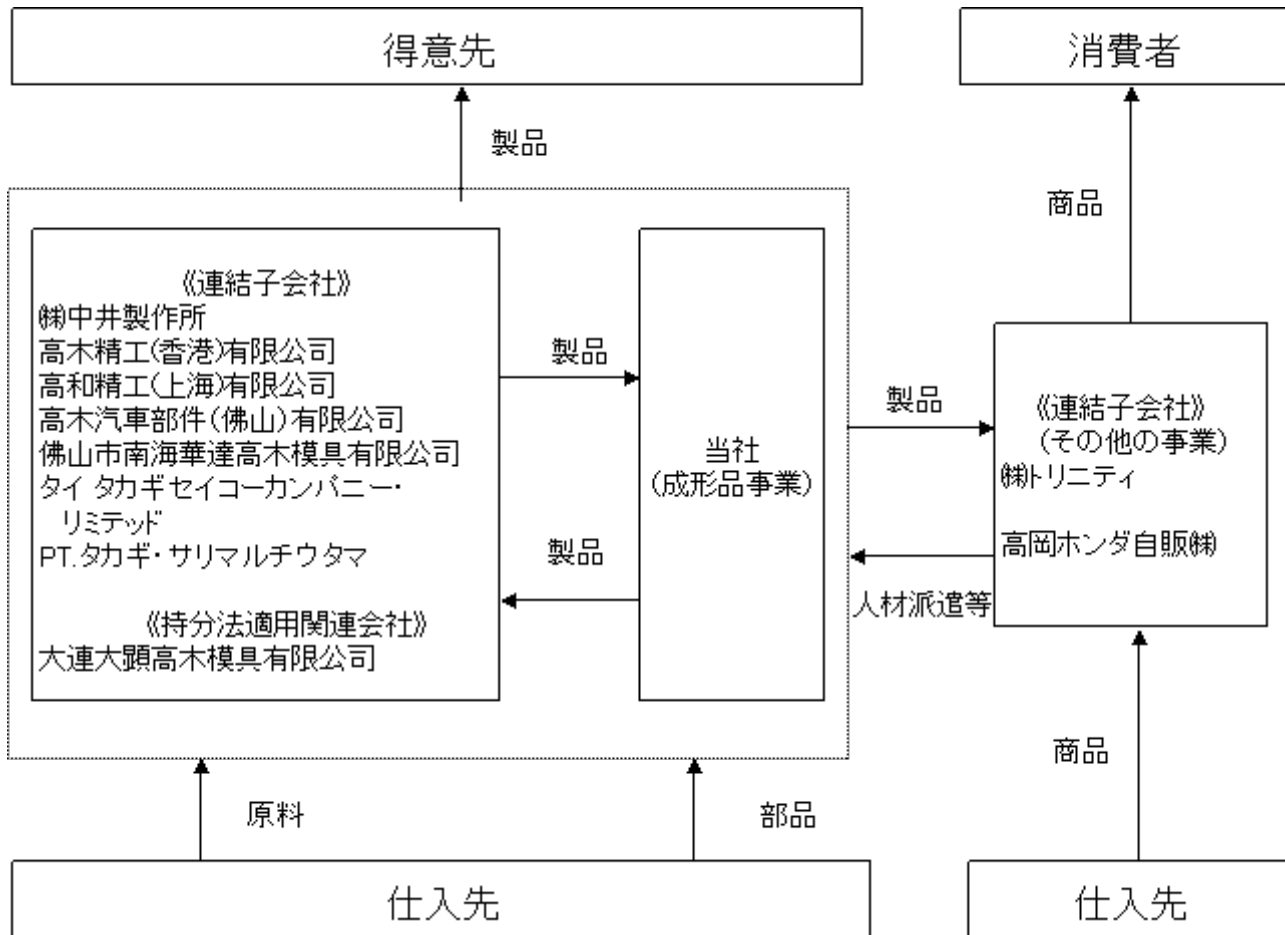 得意先
消費者
製品
商品
《連結子会社》
㈱中井製作所
高木精工(香港)有限公司
高和精工(上海)有限公司
高木汽車部件(佛山)有限公司
佛山市南海華達高木模具有限公司
タイ タカギセイコーカンパニー・
リミテッド
PT.タカギ・サリマルチウタマ
《持分法適用関連会社》
大連大顕高木模具有限公司
製品
製品
当社
(成形品事業)
製品
人材派遣等
《連結子会社》
(その他の事業)
㈱トリニティ
高岡ホンダ自販㈱
原料
部品
商品
仕入先
仕入先